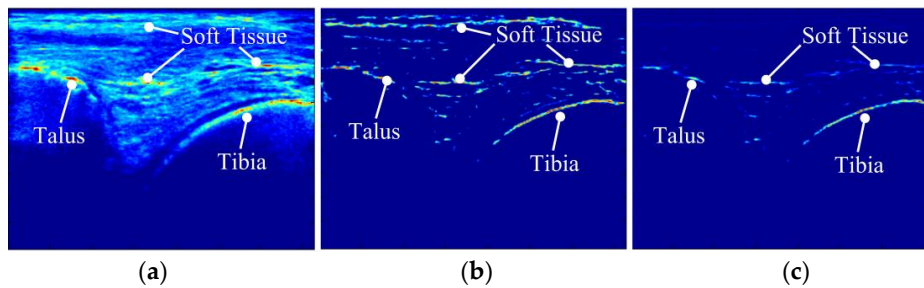 Soft Tissue
Talus
Tibia
(a)
Soft Tissue
Talus
Tibia
(b)
Soft Tissue
Talus
Tibia
(c)